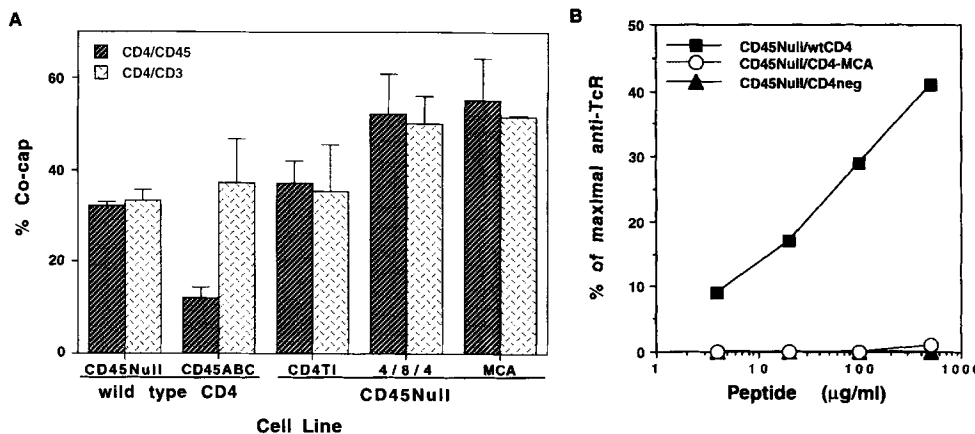 A
CD4/CD45
CD4/CD3
% Co-cap
60
40
20
0
CD45Null CD45ABC CD4TI 4/8/4 MCA
wild type CD4 CD45Null
Cell Line
B
CD45Null/wtCD4
CD45Null/CD4-MCA
CD45Null/CD4neg
% of maximal anti-TcR
50
40
30
20
10
0
1 10 100 1000
Peptide (µg/ml)